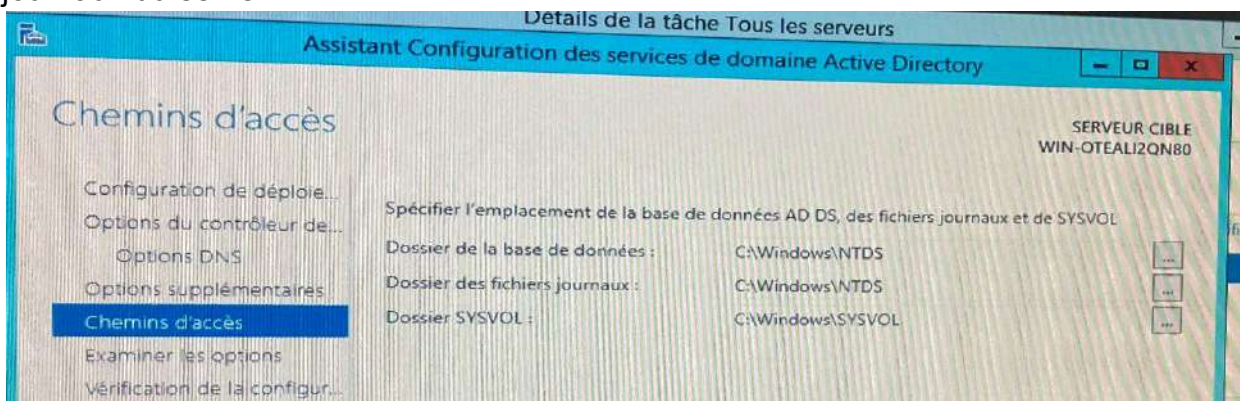 Détails de la tâche Tous les serveurs
Assistant Configuration des services de domaine Active Directory
Chemins d'accès
SERVEUR CIBLE
WIN-OTEALI2QN80
Configuration de déploie...
Options du contrôleur de...
Options DNS
Options supplémentaires
Chemins d'accès
Examiner les options
Vérification de la configur...
Spécifier l'emplacement de la base de données AD DS, des fichiers journaux et de SYSVOL
Dossier de la base de données : C:\Windows\NTDS ...
Dossier des fichiers journaux : C:\Windows\NTDS ...
Dossier SYSVOL : C:\Windows\SYSVOL ...